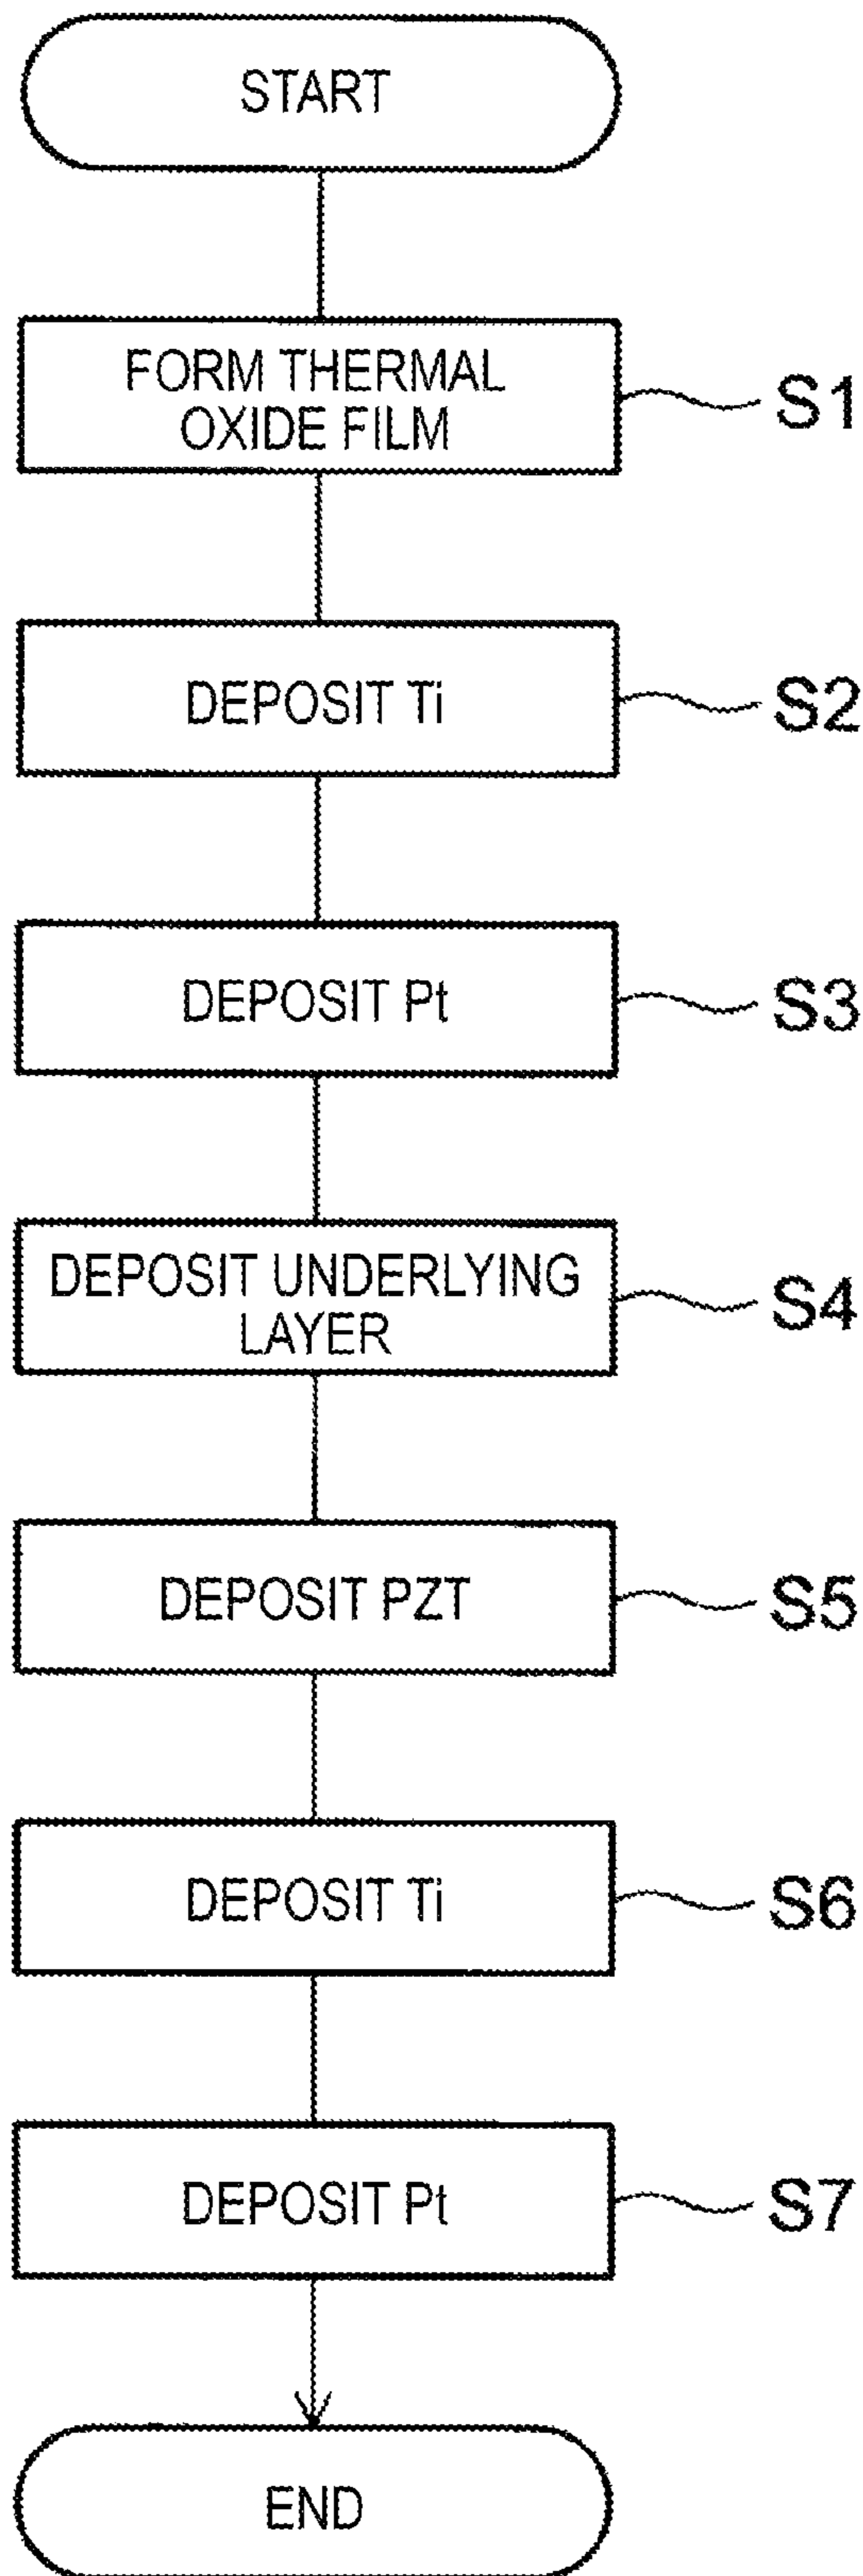 START
FORM THERMAL
OXIDE FILM
S1
DEPOSIT Ti
S2
DEPOSIT Pt
S3
DEPOSIT UNDERLYING
LAYER
S4
DEPOSIT PZT
S5
DEPOSIT Ti
S6
DEPOSIT Pt
S7
END